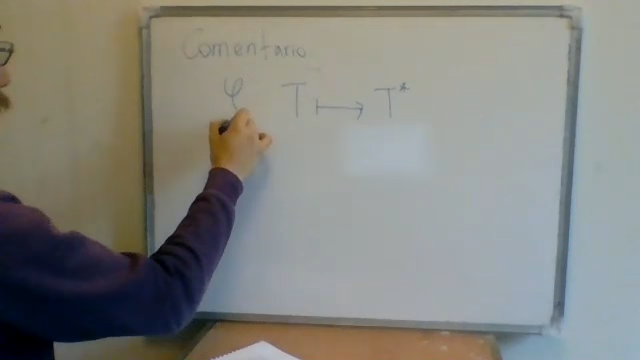 Comentario
φ T ↦ T*